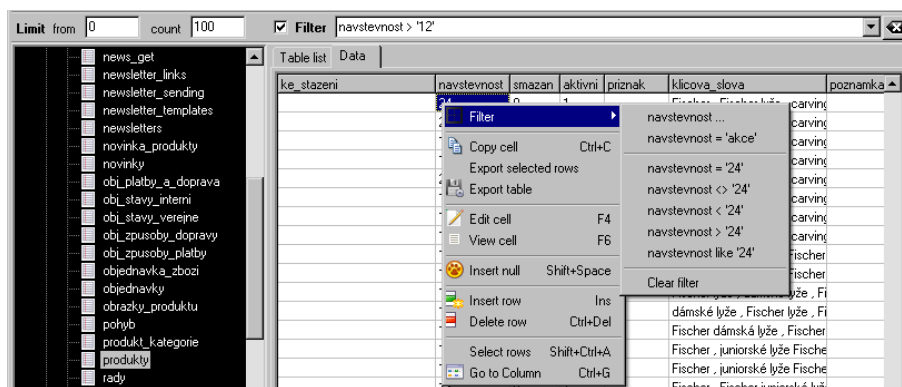 Limit from 0 count 100 Filter navstevnost > '12'
news_get
newsletter_links
newsletter_sending
newsletter_templates
newsletters
novinka_produkty
novinky
obj_platby_a_doprava
obj_stavy_interni
obj_stavy_verejne
obj_zpusoby_dopravy
obj_zpusoby_platby
objednavka_zbozi
objednavky
obrazky_produktu
pohyb
produkt_kategorie
produkty
rady
Table list Data
ke_stazeni navstevnost smazan aktivni priznak klicova_slova poznamka
Filter
Copy cell Ctrl+C
Export selected rows
Export table
Edit cell F4
View cell F6
Insert null Shift+Space
Insert row Ins
Delete row Ctrl+Del
Select rows Shift+Ctrl+A
Go to Column Ctrl+G
navstevnost ...
navstevnost = 'akce'
navstevnost = '24'
navstevnost <> '24'
navstevnost < '24'
navstevnost > '24'
navstevnost like '24'
Clear filter
carving
carving
carving
carving
carving
carving
carving
Fischer
Fischer
dámské lyže , Fischer lyže , Fi
Fischer dámská lyže , Fischer
Fischer , juniorské lyže Fische
Fischer , juniorské lyže Fische